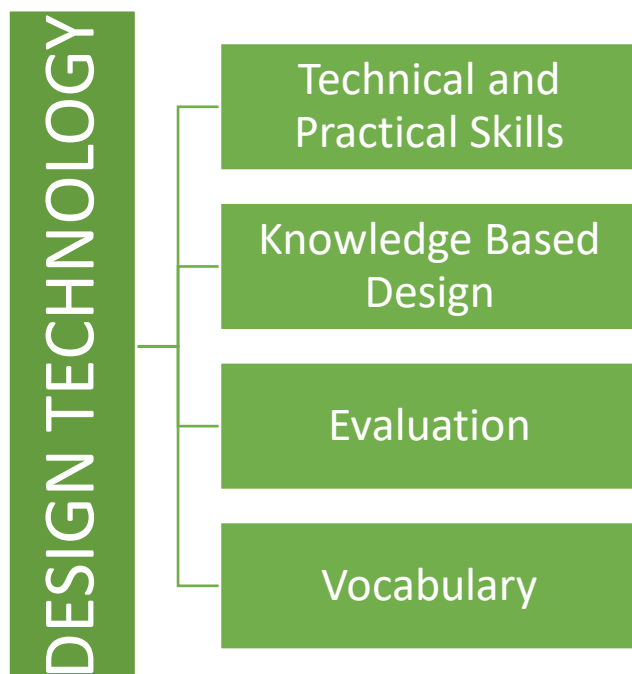 DESIGN TECHNOLOGY
Technical and
Practical Skills
Knowledge Based
Design
Evaluation
Vocabulary